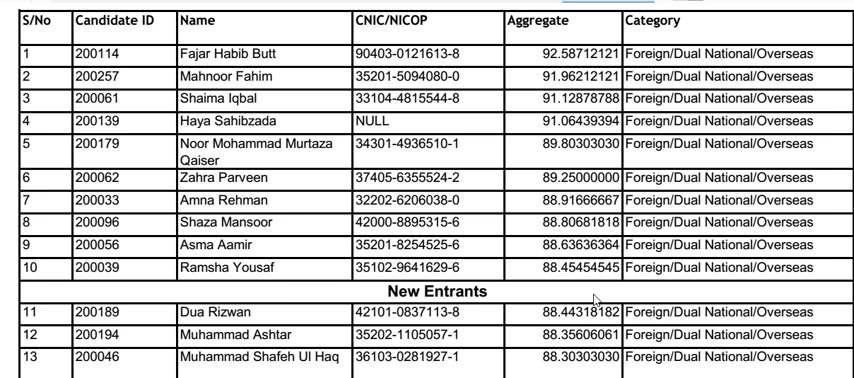 S/No Candidate ID Name CNIC/NICOP Aggregate Category
1 200114 Fajar Habib Butt 90403-0121613-8 92.58712121 Foreign/Dual National/Overseas
2 200257 Mahnoor Fahim 35201-5094080-0 91.96212121 Foreign/Dual National/Overseas
3 200061 Shaima Iqbal 33104-4815544-8 91.12878788 Foreign/Dual National/Overseas
4 200139 Haya Sahibzada NULL 91.06439394 Foreign/Dual National/Overseas
5 200179 Noor Mohammad Murtaza 34301-4936510-1 89.80303030 Foreign/Dual National/Overseas
Qaiser
6 200062 Zahra Parveen 37405-6355524-2 89.25000000 Foreign/Dual National/Overseas
7 200033 Amna Rehman 32202-6206038-0 88.91666667 Foreign/Dual National/Overseas
8 200096 Shaza Mansoor 42000-8895315-6 88.80681818 Foreign/Dual National/Overseas
9 200056 Asma Aamir 35201-8254525-6 88.63636364 Foreign/Dual National/Overseas
10 200039 Ramsha Yousaf 35102-9641629-6 88.45454545 Foreign/Dual National/Overseas
New Entrants
11 200189 Dua Rizwan 42101-0837113-8 88.44318182 Foreign/Dual National/Overseas
12 200194 Muhammad Ashtar 35202-1105057-1 88.35606061 Foreign/Dual National/Overseas
13 200046 Muhammad Shafeh Ul Haq 36103-0281927-1 88.30303030 Foreign/Dual National/Overseas